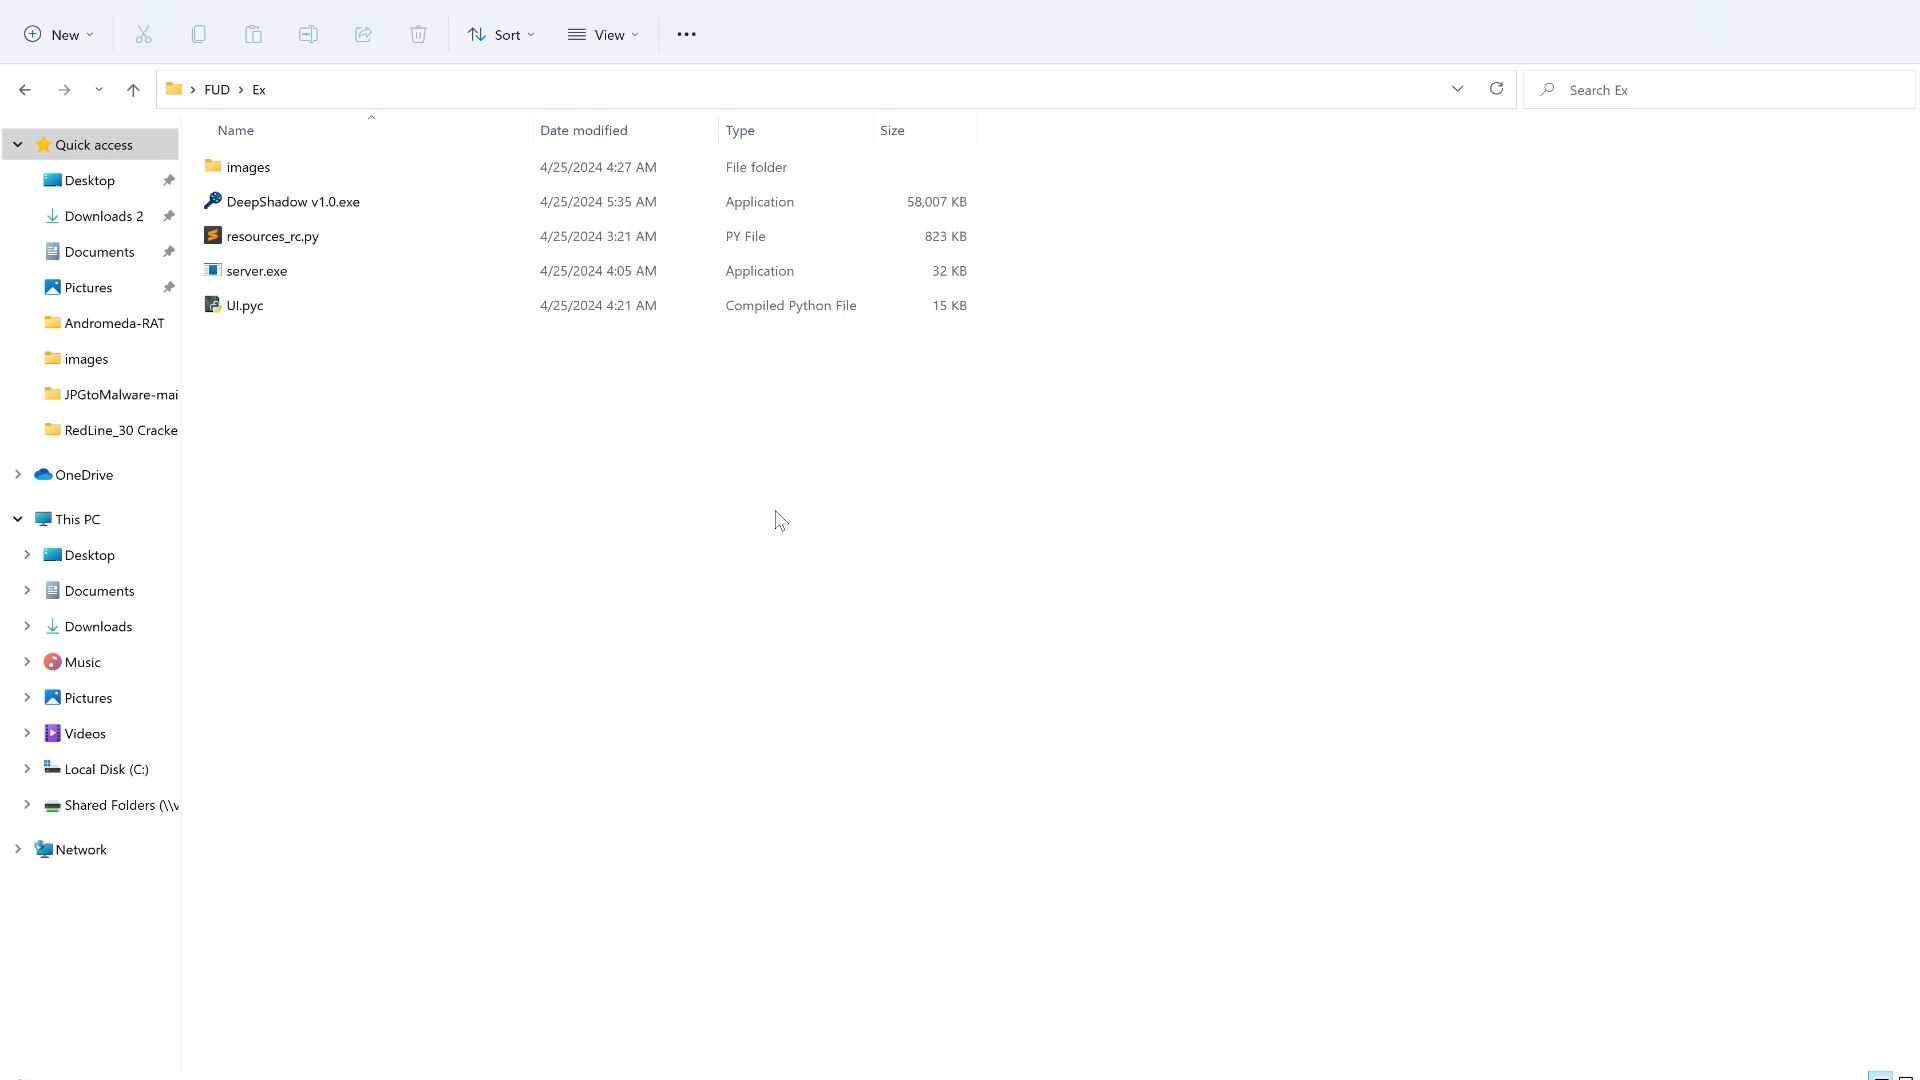 New
Sort
View
FUD
Ex
Search Ex
Name
Date modified
Type
Size
Quick access
Desktop
Downloads 2
Documents
Pictures
Andromeda-RAT
images
JPGtoMalware-mai
RedLine_30 Cracke
OneDrive
This PC
Desktop
Documents
Downloads
Music
Pictures
Videos
Local Disk (C:)
Shared Folders (\\v
Network
images 4/25/2024 4:27 AM File folder
DeepShadow v1.0.exe 4/25/2024 5:35 AM Application 58,007 KB
resources_rc.py 4/25/2024 3:21 AM PY File 823 KB
server.exe 4/25/2024 4:05 AM Application 32 KB
UI.pyc 4/25/2024 4:21 AM Compiled Python File 15 KB